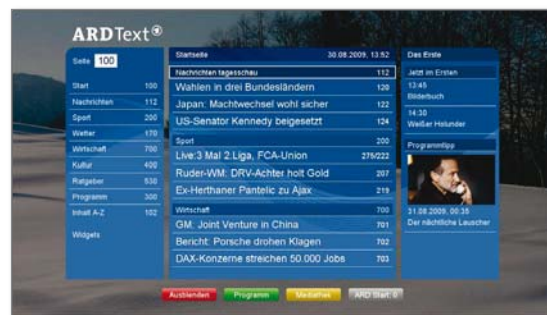 ARDText
Seite 100
Start 100
Nachrichten 112
Sport 200
Wetter 170
Wirtschaft 700
Kultur 400
Ratgeber 530
Programm 300
Inhalt A-Z 102
Widgets
Startseite 30.08.2009, 13:52
Nachrichten tagesschau 112
Wahlen in drei Bundesländern 120
Japan: Machtwechsel wohl sicher 122
US-Senator Kennedy beigesetzt 124
Sport 200
Live:3 Mal 2.Liga, FCA-Union 275/222
Ruder-WM: DRV-Achter holt Gold 207
Ex-Herthaner Pantelic zu Ajax 219
Wirtschaft 700
GM: Joint Venture in China 701
Bericht: Porsche drohen Klagen 702
DAX-Konzerne streichen 50.000 Jobs 703
Das Erste
Jetzt im Ersten
13:45
Bilderbuch
14:30
Weißer Holunder
Programmtipp
31.08.2009, 00:35
Der nächtliche Lauscher
Ausblenden Programm Mediathek ARD Start: 0